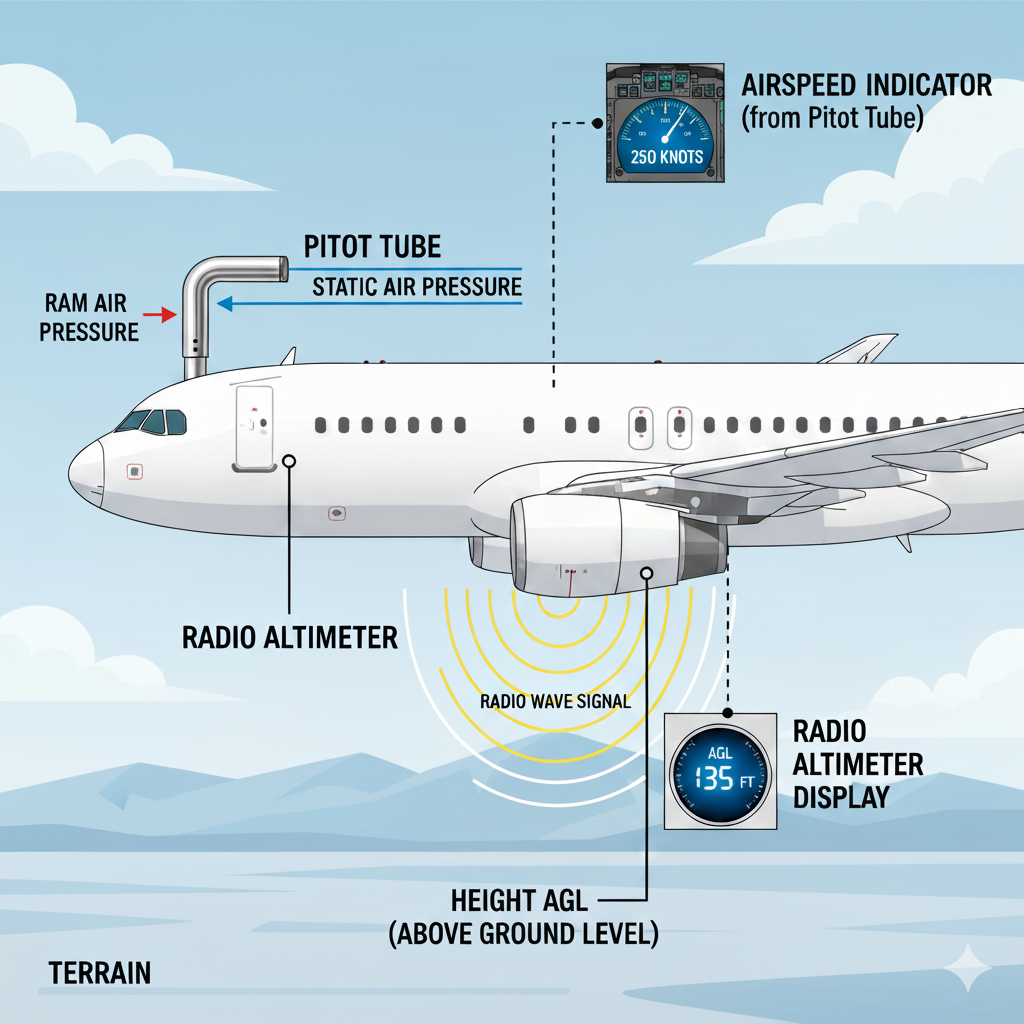 AIRSPEED INDICATOR
(from Pitot Tube)
250 KNOTS
PITOT TUBE
STATIC AIR PRESSURE
RAM AIR
PRESSURE
RADIO ALTIMETER
RADIO WAVE SIGNAL
AGL
135 FT
RADIO
ALTIMETER
DISPLAY
HEIGHT AGL
(ABOVE GROUND LEVEL)
TERRAIN